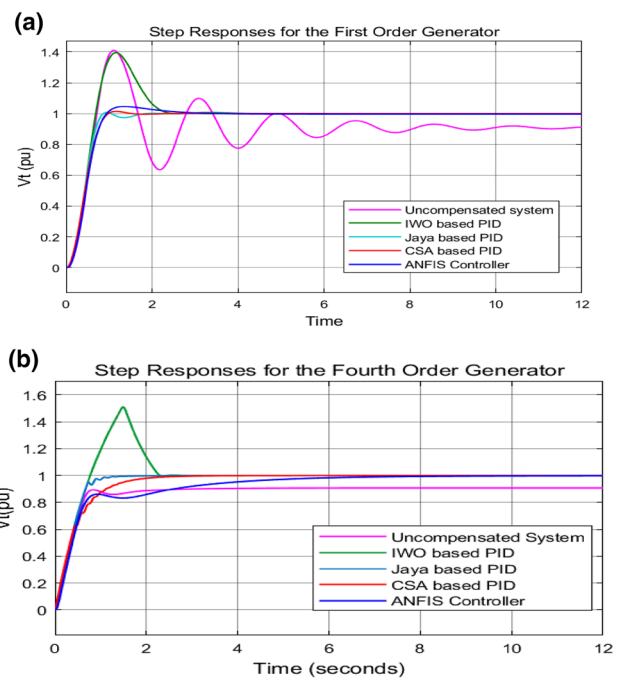 (a)
Step Responses for the First Order Generator
1.4
1.2
1
0.8
0.6
0.4
0.2
0
Vt (pu)
Uncompensated system
IWO based PID
Jaya based PID
CSA based PID
ANFIS Controller
0 2 4 6 8 10 12
Time
(b)
Step Responses for the Fourth Order Generator
1.6
1.4
1.2
1
0.8
0.6
0.4
0.2
0
Vt(pu)
Uncompensated System
IWO based PID
Jaya based PID
CSA based PID
ANFIS Controller
0 2 4 6 8 10 12
Time (seconds)